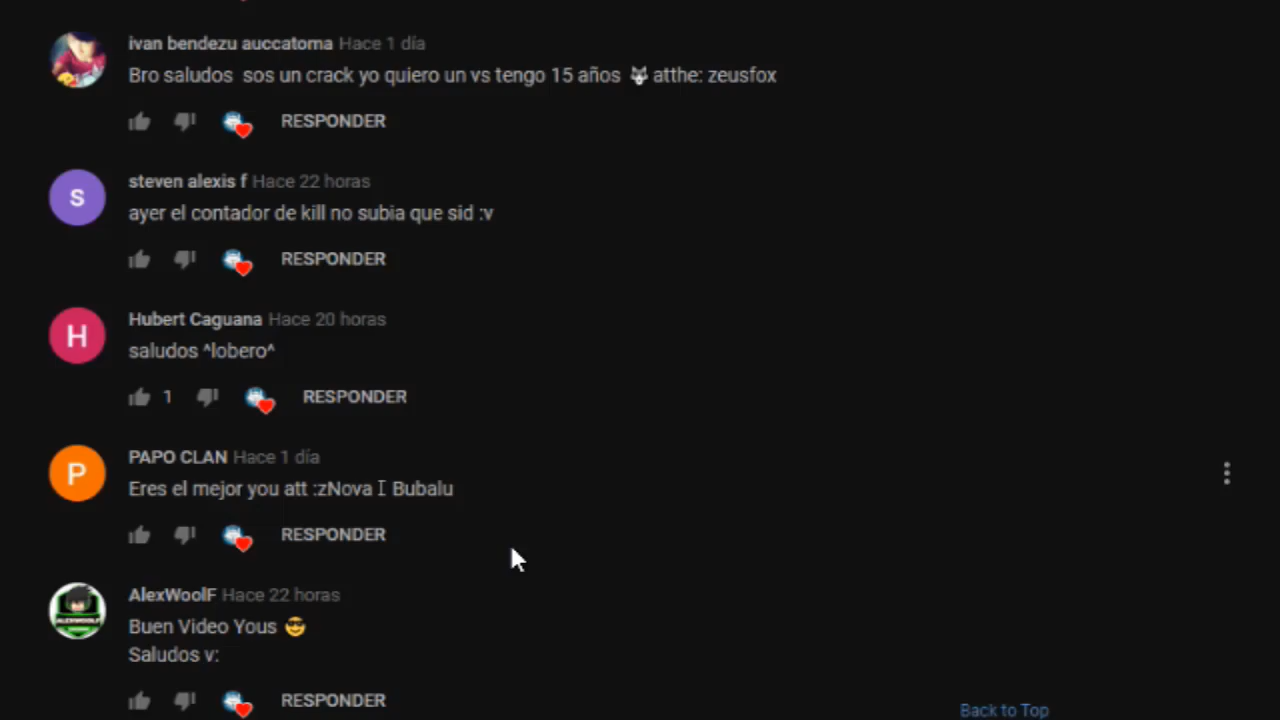 ivan bendezu auccatoma Hace 1 día
Bro saludos sos un crack yo quiero un vs tengo 15 años 🐺 atthe: zeusfox
RESPONDER
S
steven alexis f Hace 22 horas
ayer el contador de kill no subia que sid :v
RESPONDER
H
Hubert Caguana Hace 20 horas
saludos ^lobero^
1 RESPONDER
P
PAPO CLAN Hace 1 día
Eres el mejor you att :zNova I Bubalu
RESPONDER
AlexWoolF Hace 22 horas
Buen Video Yous 😎
Saludos v:
RESPONDER
Back to Top